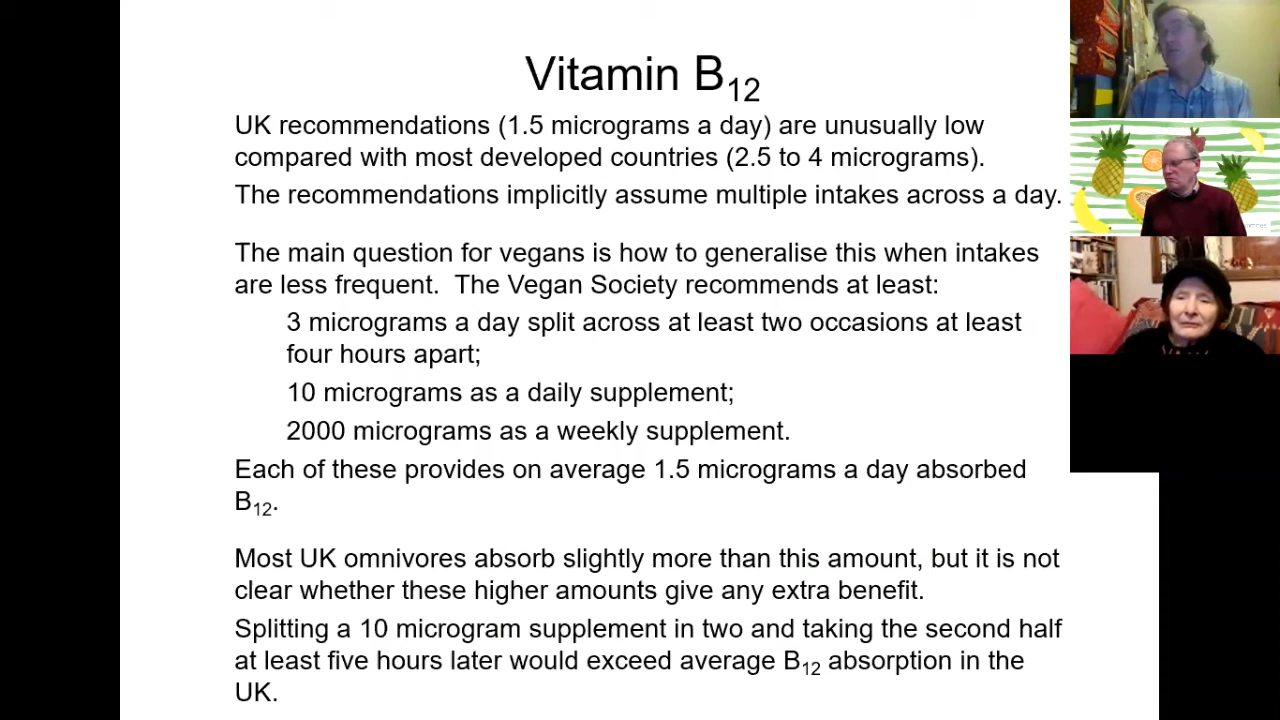 Vitamin B12
UK recommendations (1.5 micrograms a day) are unusually low
compared with most developed countries (2.5 to 4 micrograms).
The recommendations implicitly assume multiple intakes across a day.
The main question for vegans is how to generalise this when intakes
are less frequent.  The Vegan Society recommends at least:
3 micrograms a day split across at least two occasions at least
four hours apart;
10 micrograms as a daily supplement;
2000 micrograms as a weekly supplement.
Each of these provides on average 1.5 micrograms a day absorbed
B12.
Most UK omnivores absorb slightly more than this amount, but it is not
clear whether these higher amounts give any extra benefit.
Splitting a 10 microgram supplement in two and taking the second half
at least five hours later would exceed average B12 absorption in the
UK.